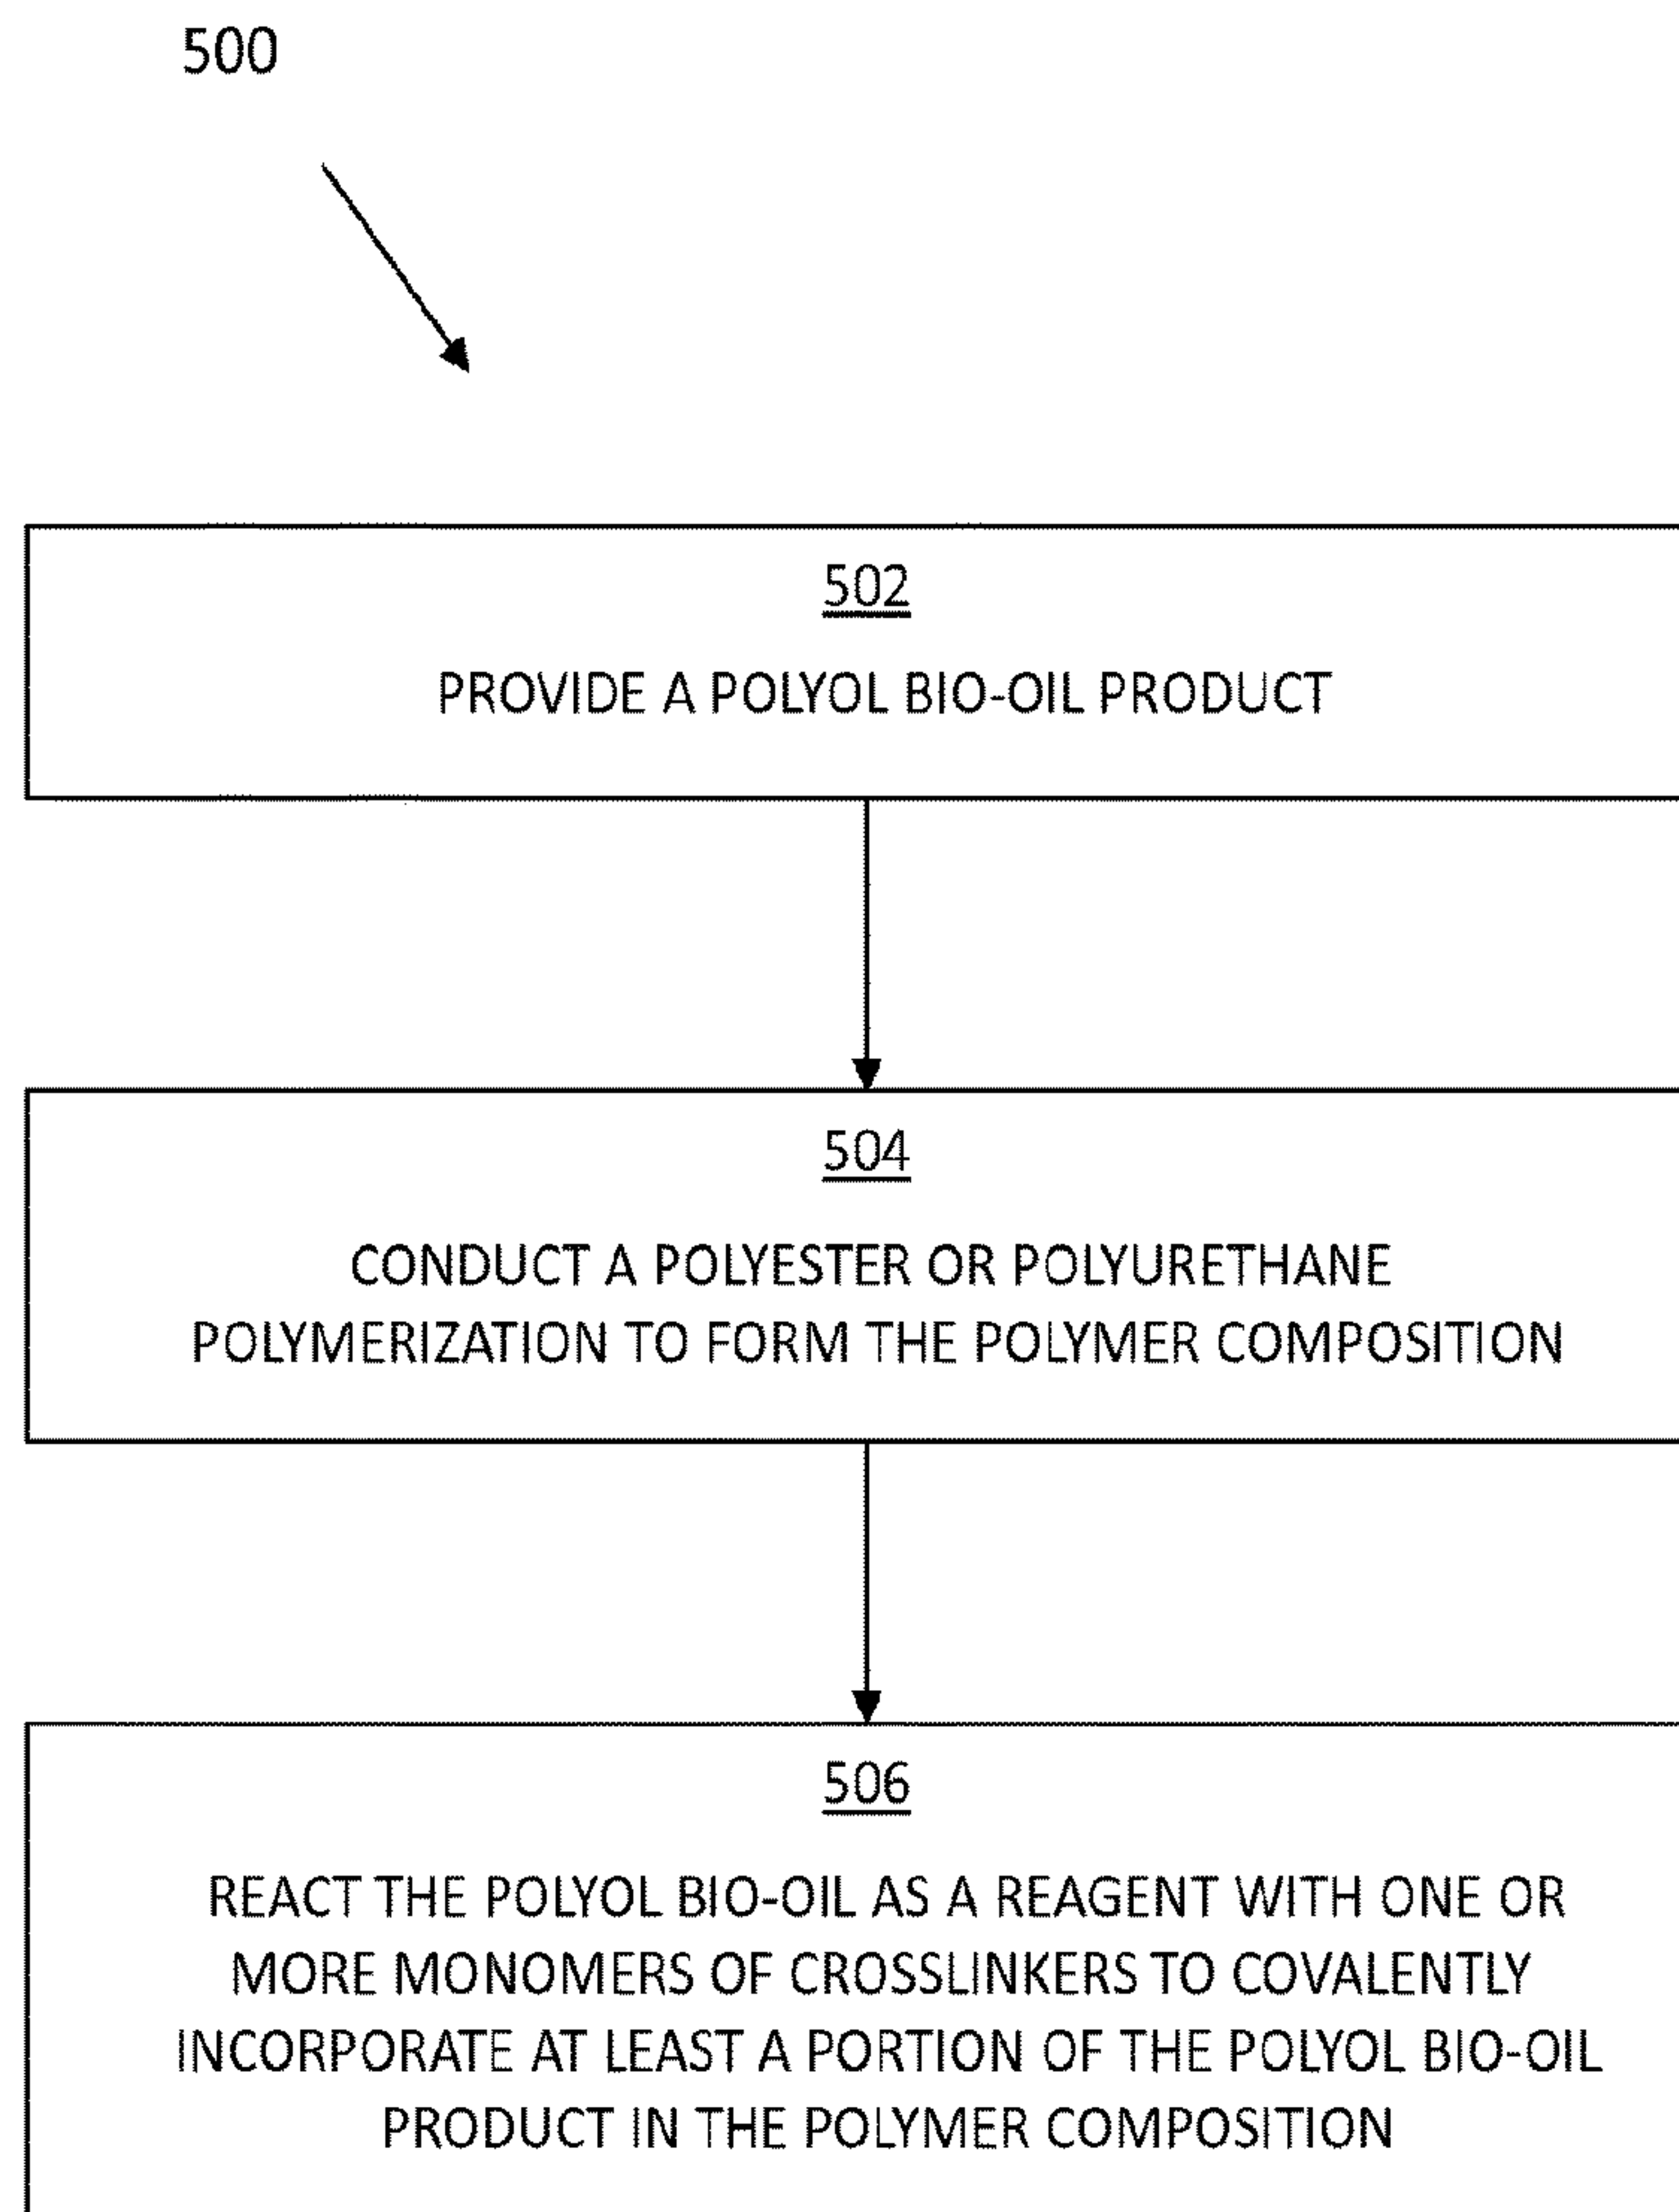 500
502
PROVIDE A POLYOL BIO-OIL PRODUCT
504
CONDUCT A POLYESTER OR POLYURETHANE
POLYMERIZATION TO FORM THE POLYMER COMPOSITION
506
REACT THE POLYOL BIO-OIL AS A REAGENT WITH ONE OR
MORE MONOMERS OF CROSSLINKERS TO COVALENTLY
INCORPORATE AT LEAST A PORTION OF THE POLYOL BIO-OIL
PRODUCT IN THE POLYMER COMPOSITION